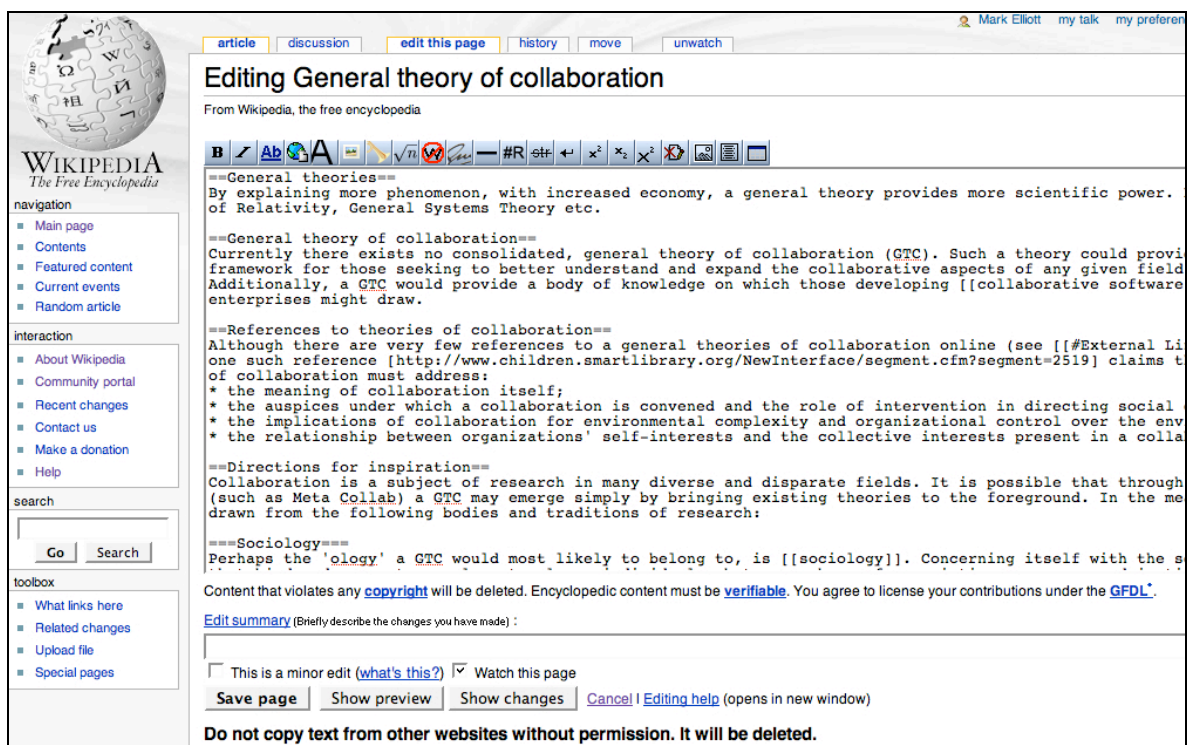 Mark Elliott my talk my preferen
article discussion edit this page history move unwatch
Editing General theory of collaboration
From Wikipedia, the free encyclopedia
WIKIPEDIA
The Free Encyclopedia
navigation
Main page
Contents
Featured content
Current events
Random article
interaction
About Wikipedia
Community portal
Recent changes
Contact us
Make a donation
Help
search
Go Search
toolbox
What links here
Related changes
Upload file
Special pages
B I Ab A √n W #R str x² x₂ x²
==General theories==
By explaining more phenomenon, with increased economy, a general theory provides more scientific power.
of Relativity, General Systems Theory etc.
==General theory of collaboration==
Currently there exists no consolidated, general theory of collaboration (GTC). Such a theory could provi
framework for those seeking to better understand and expand the collaborative aspects of any given field
Additionally, a GTC would provide a body of knowledge on which those developing [[collaborative software
enterprises might draw.
==References to theories of collaboration==
Although there are very few references to a general theories of collaboration online (see [[#External Li
one such reference [http://www.children.smartlibrary.org/NewInterface/segment.cfm?segment=2519] claims t
of collaboration must address:
* the meaning of collaboration itself;
* the auspices under which a collaboration is convened and the role of intervention in directing social
* the implications of collaboration for environmental complexity and organizational control over the env
* the relationship between organizations' self-interests and the collective interests present in a colla
==Directions for inspiration==
Collaboration is a subject of research in many diverse and disparate fields. It is possible that through
(such as Meta Collab) a GTC may emerge simply by bringing existing theories to the foreground. In the me
drawn from the following bodies and traditions of research:
===Sociology===
Perhaps the 'ology' a GTC would most likely to belong to, is [[sociology]]. Concerning itself with the s
Content that violates any copyright will be deleted. Encyclopedic content must be verifiable. You agree to license your contributions under the GFDL*.
Edit summary (Briefly describe the changes you have made) :
This is a minor edit (what's this?) Watch this page
Save page Show preview Show changes Cancel | Editing help (opens in new window)
Do not copy text from other websites without permission. It will be deleted.